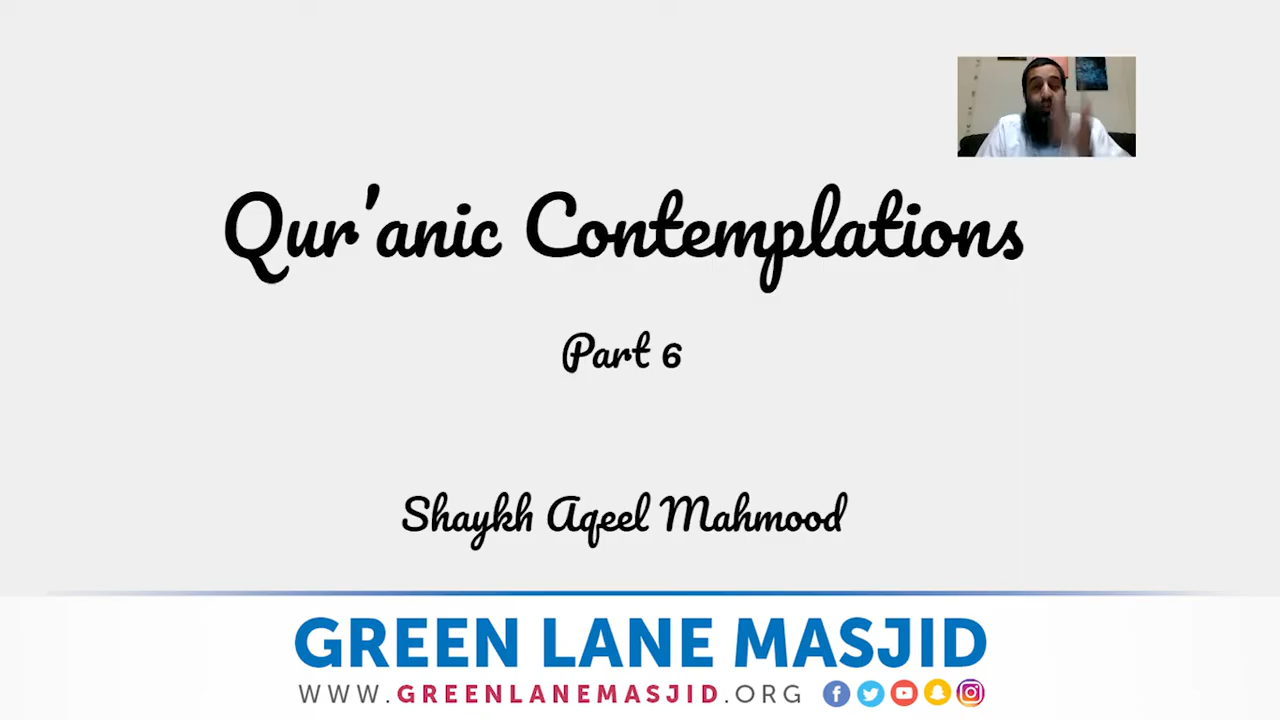 Qur'anic Contemplations
Part 6
Shaykh Aqeel Mahmood
GREEN LANE MASJID
WWW.GREENLANEMASJID.ORG